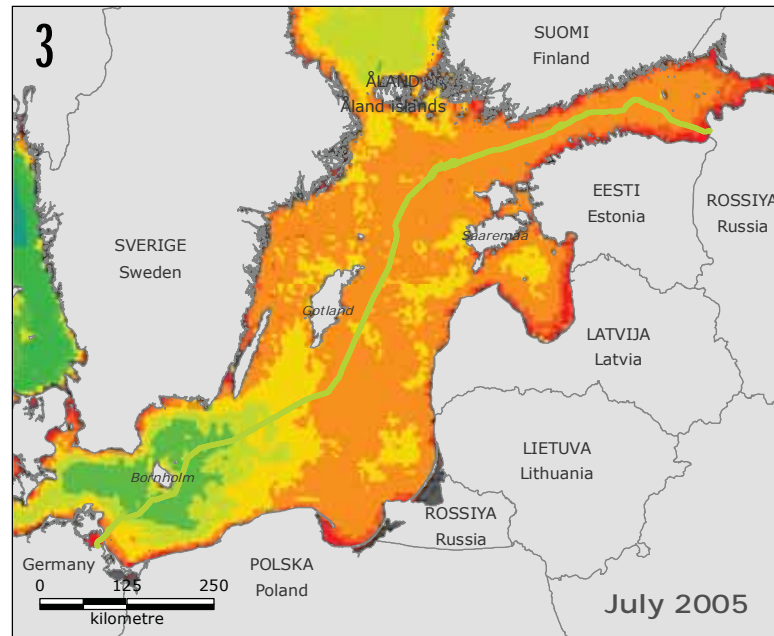 3
SUOMI
Finland
ÅLAND
Åland islands
EESTI
Estonia
ROSSIYA
Russia
SVERIGE
Sweden
Saaremaa
Gotland
LATVIJA
Latvia
LIETUVA
Lithuania
Bornholm
ROSSIYA
Russia
Germany
POLSKA
Poland
0 125 250
kilometre
July 2005